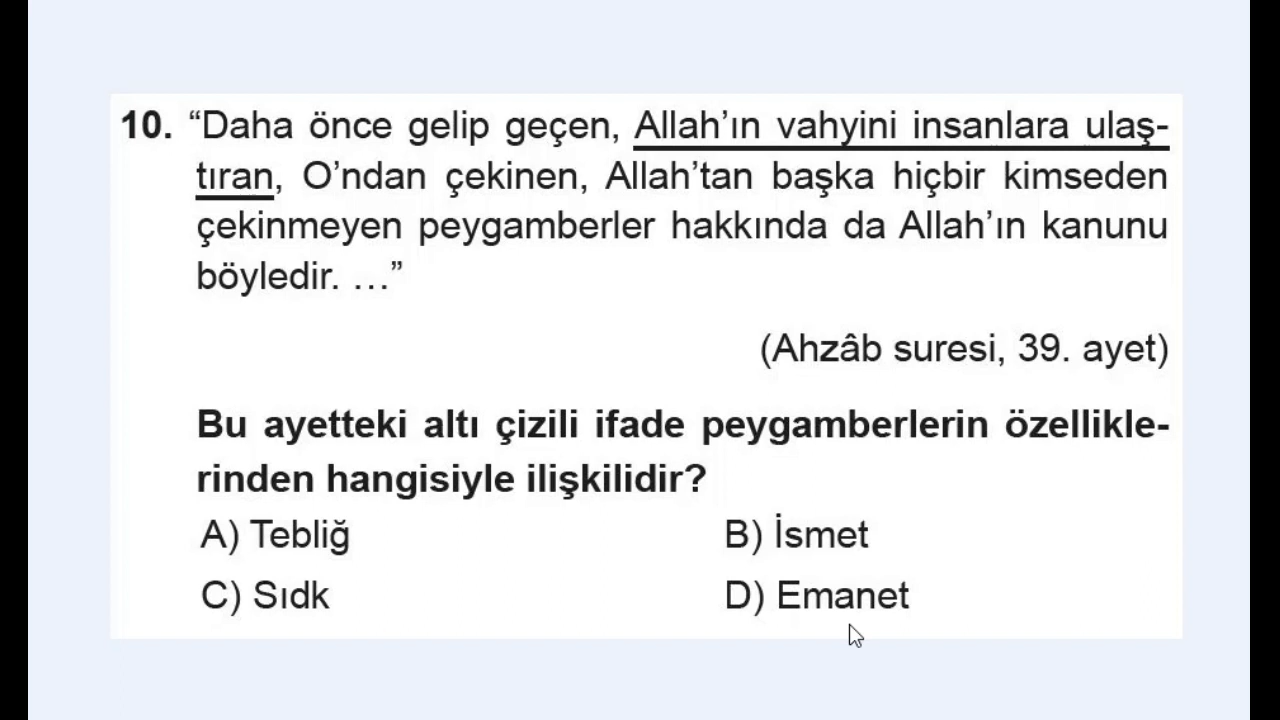 10. “Daha önce gelip geçen, Allah’ın vahyini insanlara ulaş-
tıran, O’ndan çekinen, Allah’tan başka hiçbir kimseden
çekinmeyen peygamberler hakkında da Allah’ın kanunu
böyledir. …”
(Ahzâb suresi, 39. ayet)
Bu ayetteki altı çizili ifade peygamberlerin özellikle-
rinden hangisiyle ilişkilidir?
A) Tebliğ B) İsmet
C) Sıdk D) Emanet